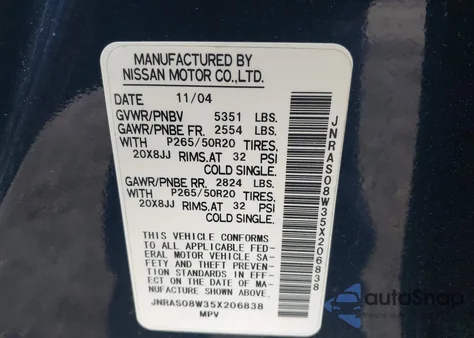 MANUFACTURED BY
NISSAN MOTOR CO.,LTD.
DATE 11/04
GVWR/PNBV 5351 LBS.
GAWR/PNBE FR. 2554 LBS.
WITH P265/50R20 TIRES,
20X8JJ RIMS,AT 32 PSI
COLD SINGLE.
GAWR/PNBE RR. 2824 LBS.
WITH P265/50R20 TIRES,
20X8JJ RIMS,AT 32 PSI
COLD SINGLE.
THIS VEHICLE CONFORMS
TO ALL APPLICABLE FED-
ERAL MOTOR VEHICLE SA-
FETY AND THEFT PREVEN-
TION STANDARDS IN EFF-
ECT ON THE DATE OF MA-
NUFACTURE SHOWN ABOVE.
JNRAS08W35X206838
MPV
JNRAS08W35X206838
autoSnap